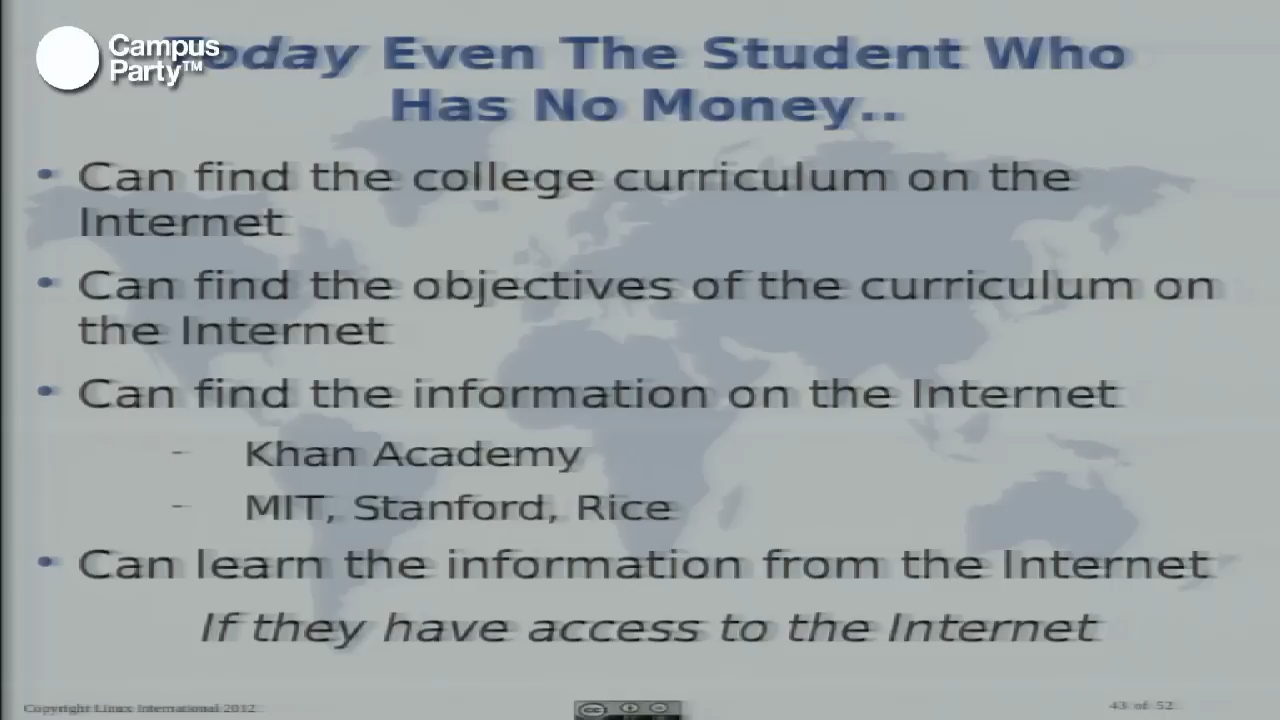 Campus
Party™
Today Even The Student Who
Has No Money..
• Can find the college curriculum on the
Internet
• Can find the objectives of the curriculum on
the Internet
• Can find the information on the Internet
- Khan Academy
- MIT, Stanford, Rice
• Can learn the information from the Internet
If they have access to the Internet
Copyright Linux International 2012
cc
43 of 52